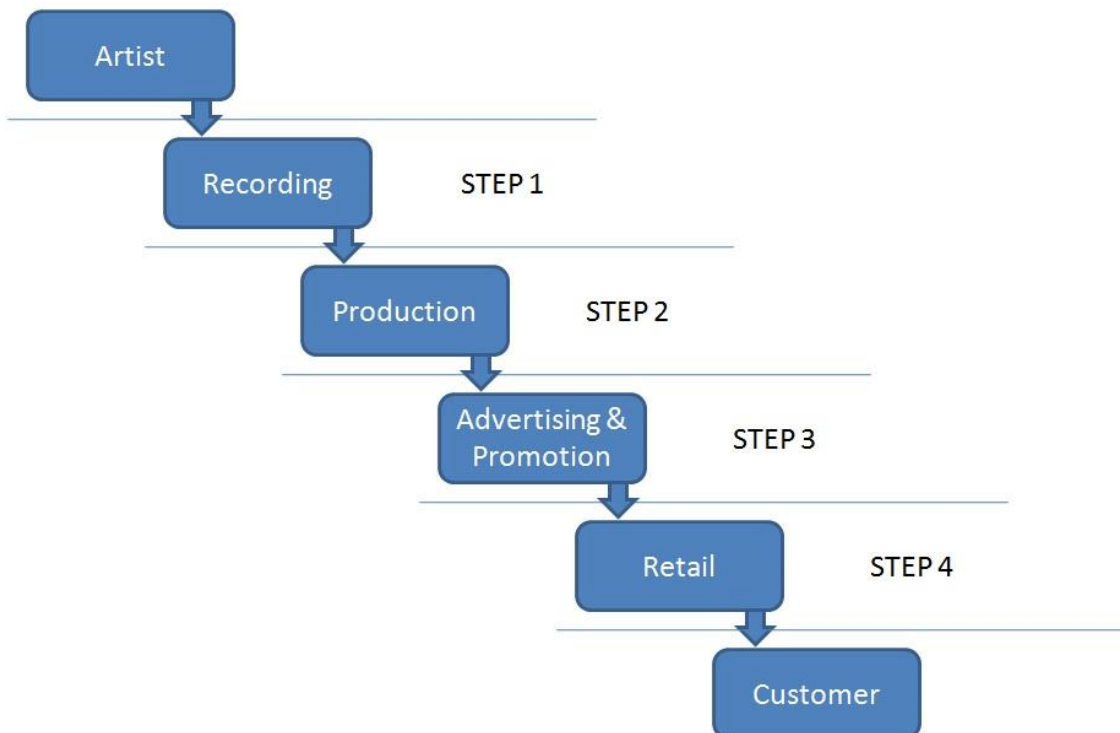 Artist
Recording
STEP 1
Production
STEP 2
Advertising &
Promotion
STEP 3
Retail
STEP 4
Customer